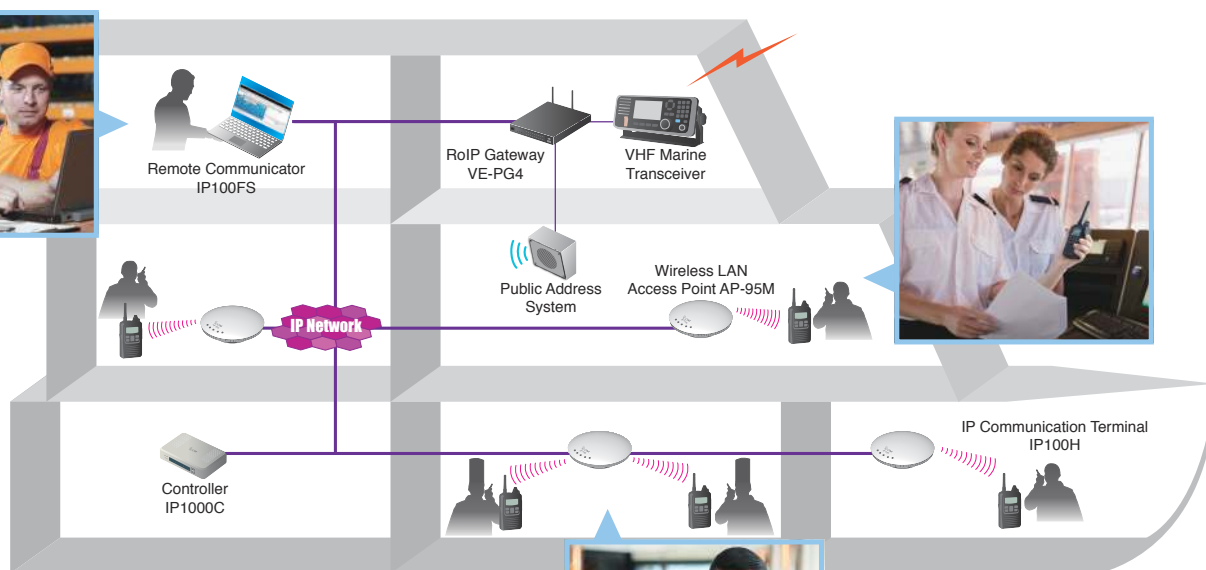 Remote Communicator
IP100FS
RoIP Gateway
VE-PG4
VHF Marine
Transceiver
Public Address
System
Wireless LAN
Access Point AP-95M
IP Network
Controller
IP1000C
IP Communication Terminal
IP100H